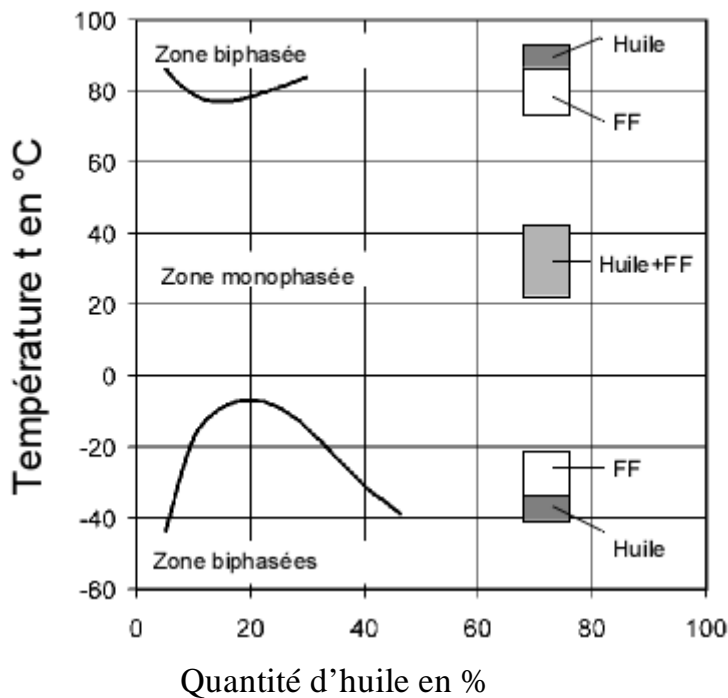 100
80
60
40
20
0
-20
-40
-60
Température t en °C
Zone biphasée
Huile
FF
Zone monophasée
Huile+FF
FF
Zone biphasées
Huile
0
20
40
60
80
100
Quantité d'huile en %